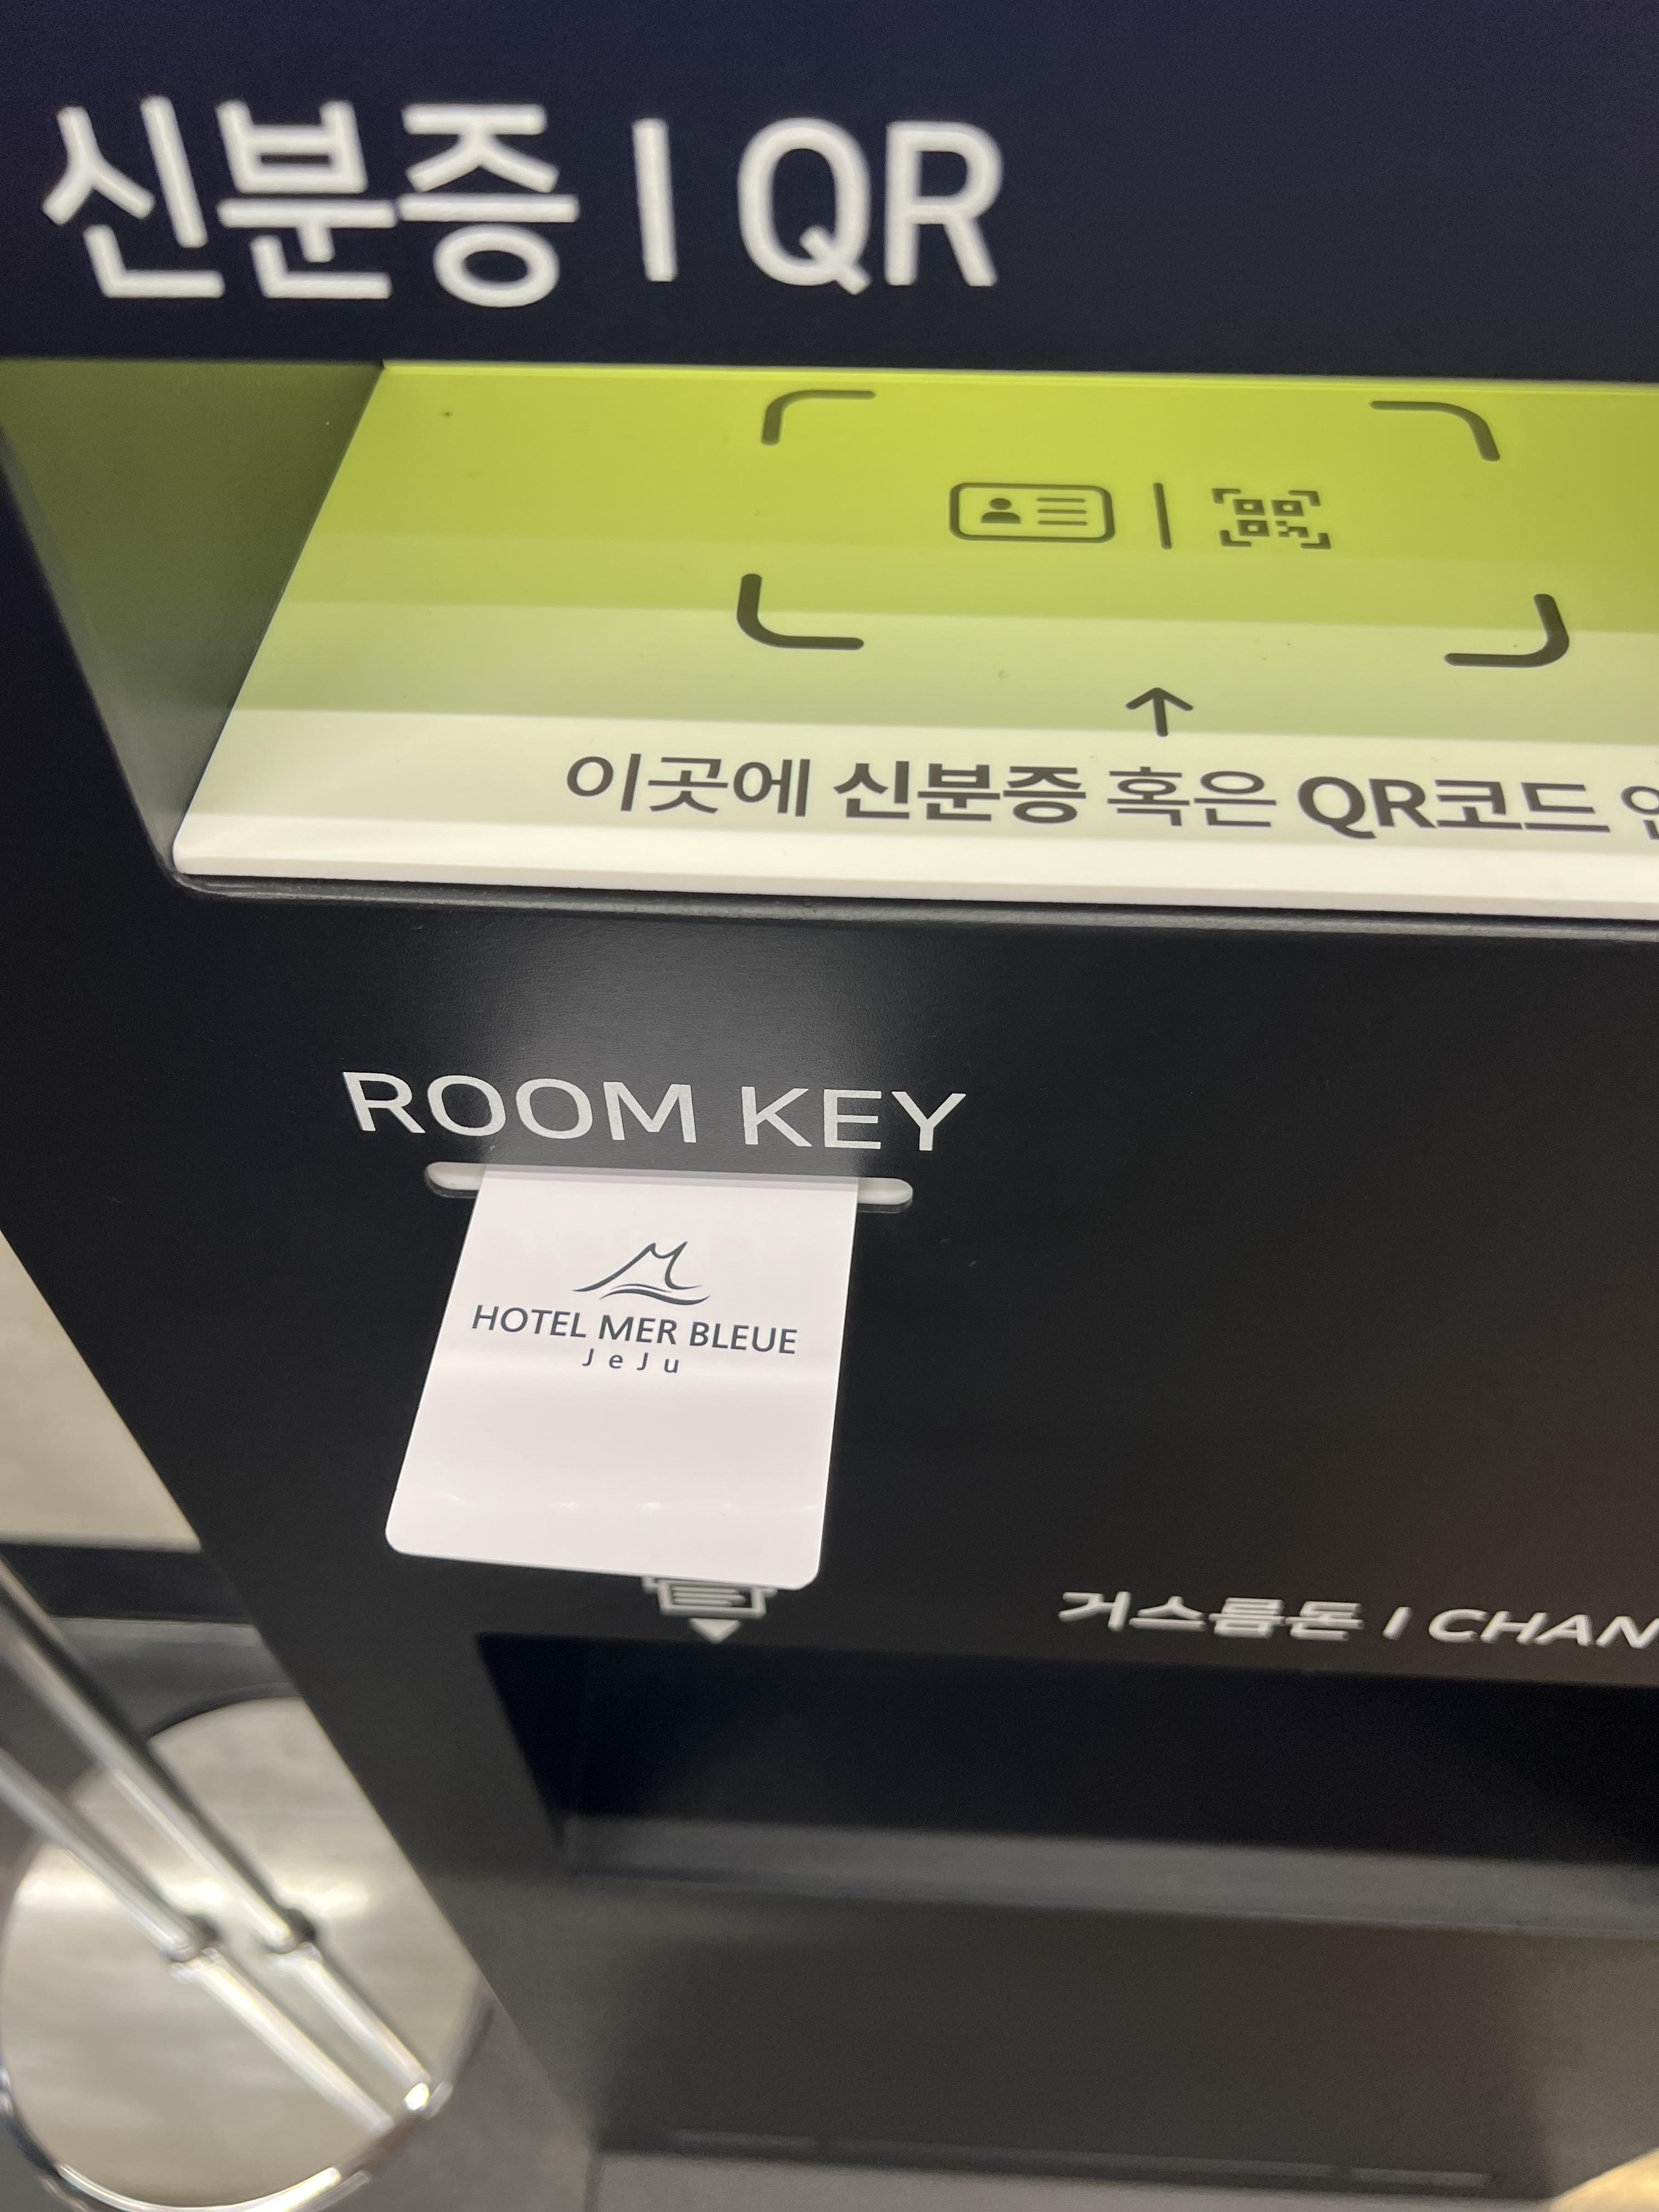 신분증 | QR
이곳에 신분증 혹은 QR코드
ROOM KEY
HOTEL MER BLEUE
JeJu
거스름돈 | CHAN